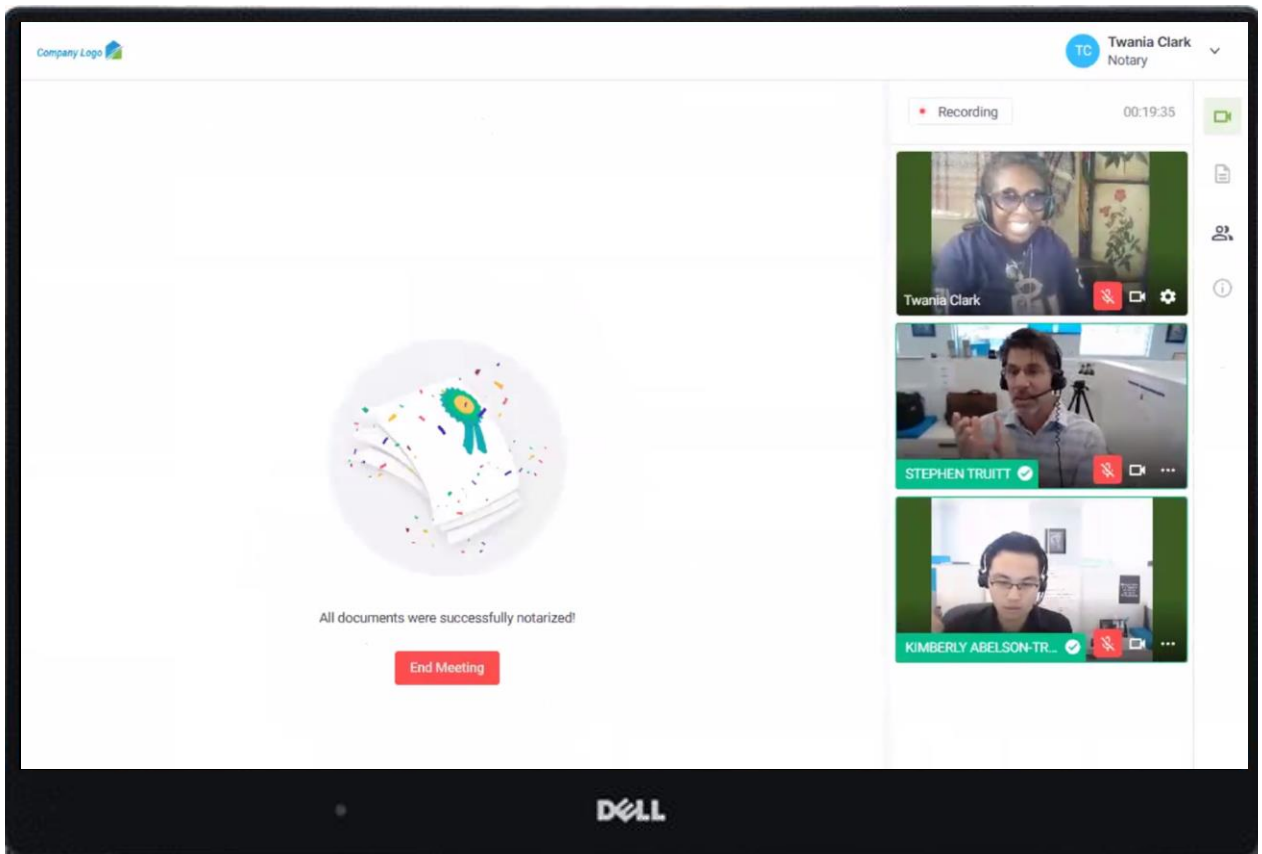 Company Logo
TC
Twania Clark
Notary
Recording
00:19:35
Twania Clark
STEPHEN TRUITT
KIMBERLY ABELSON-TR...
All documents were successfully notarized!
End Meeting
DELL